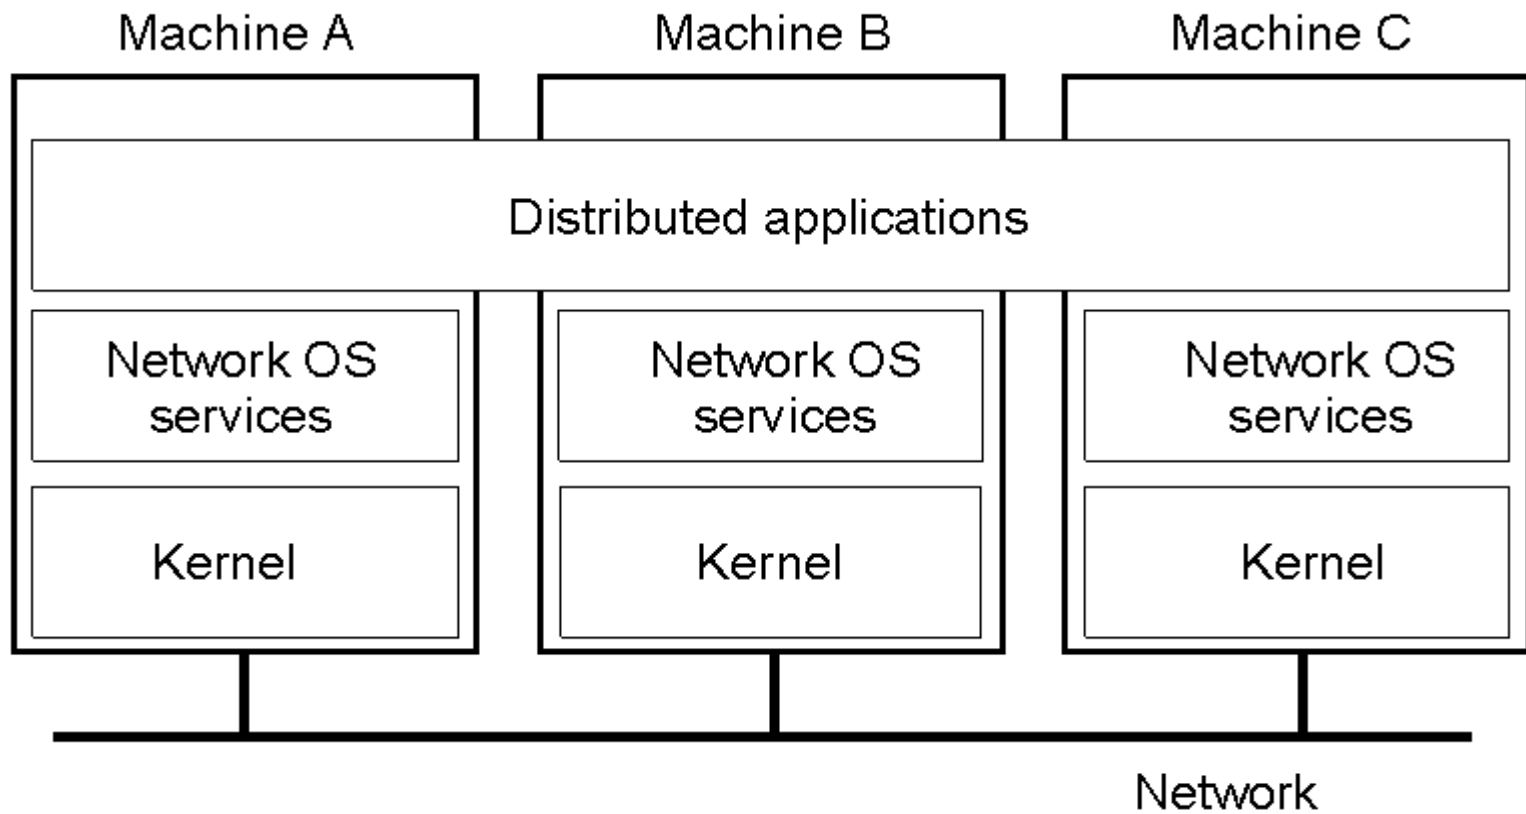 Machine A
Machine B
Machine C
Distributed applications
Network OS
services
Network OS
services
Network OS
services
Kernel
Kernel
Kernel
Network